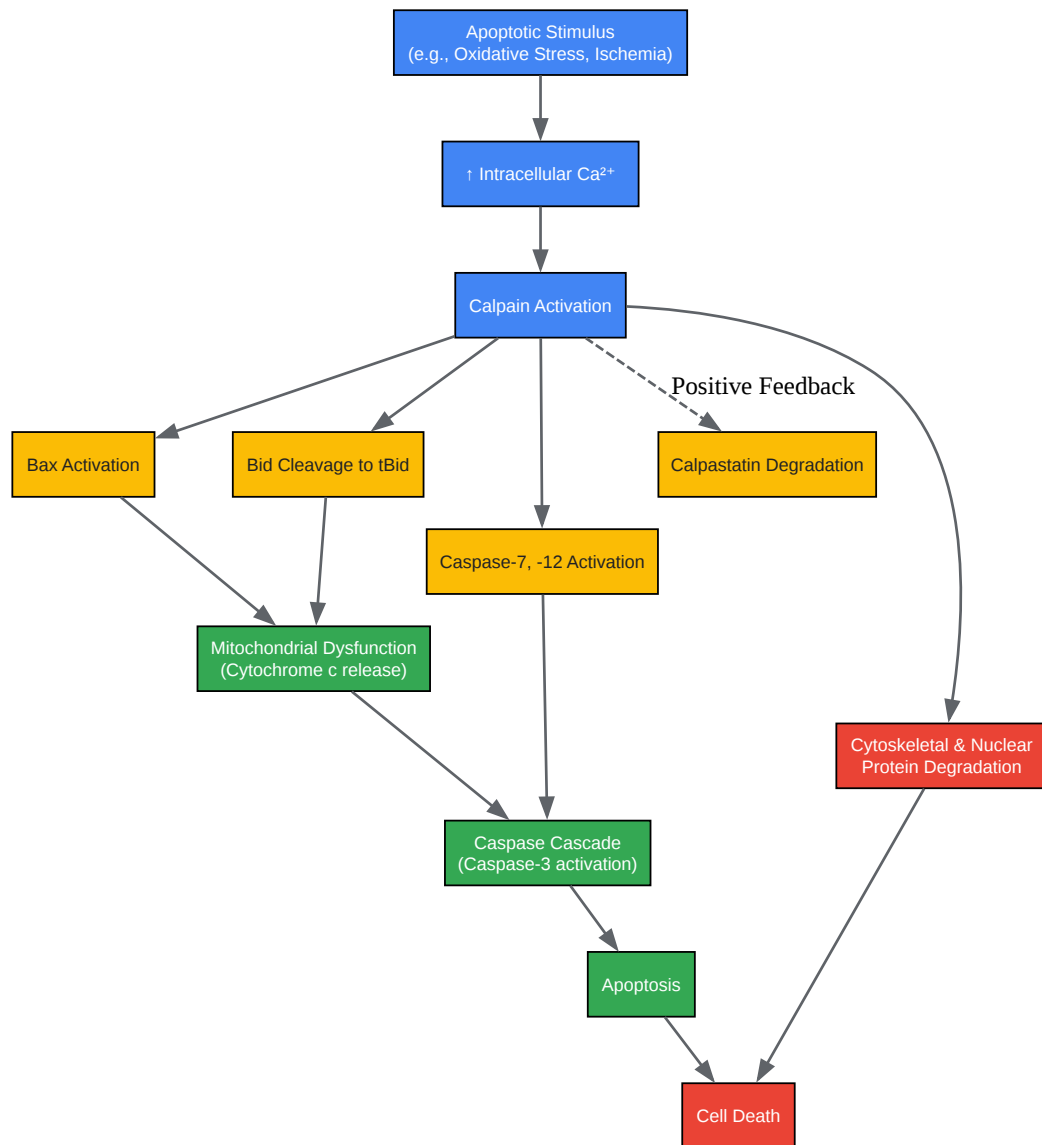 Apoptotic Stimulus
(e.g., Oxidative Stress, Ischemia)
↑ Intracellular Ca²⁺
Calpain Activation
Positive Feedback
Bax Activation
Bid Cleavage to tBid
Calpastatin Degradation
Caspase-7, -12 Activation
Mitochondrial Dysfunction
(Cytochrome c release)
Cytoskeletal & Nuclear
Protein Degradation
Caspase Cascade
(Caspase-3 activation)
Apoptosis
Cell Death